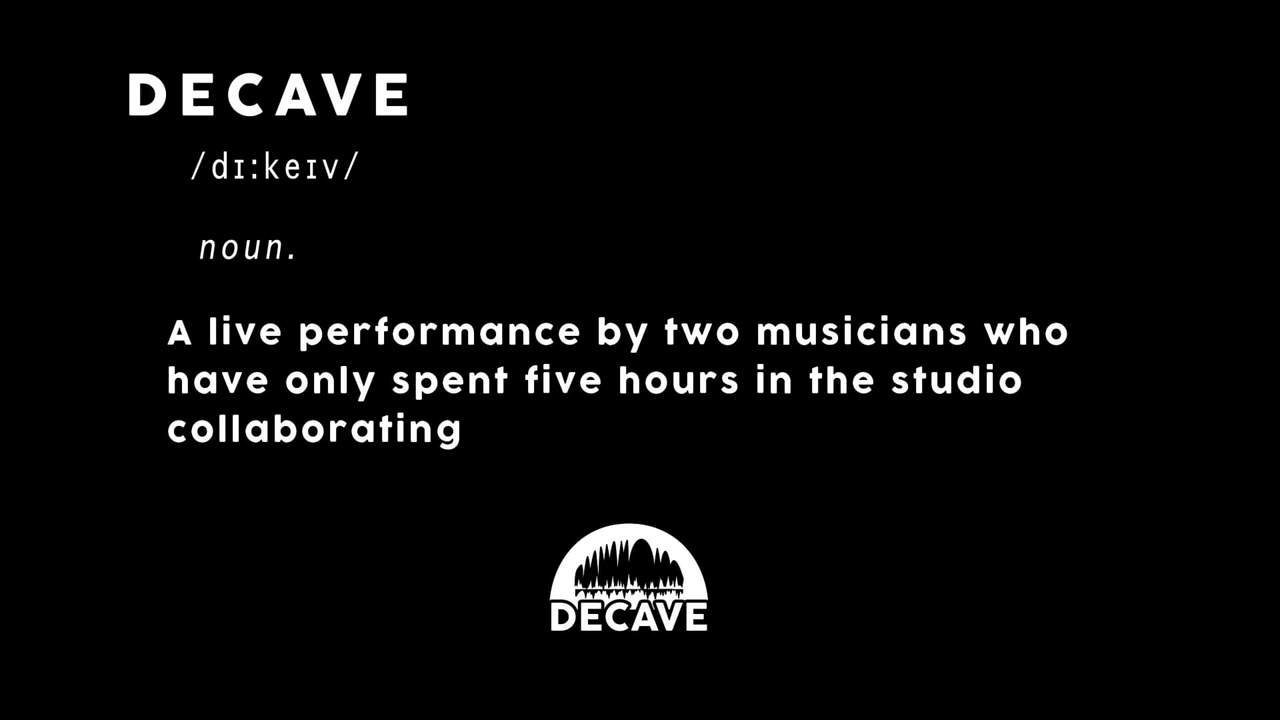 DECAVE
/dɪ:keɪv/
noun.
A live performance by two musicians who
have only spent five hours in the studio
collaborating
DECAVE